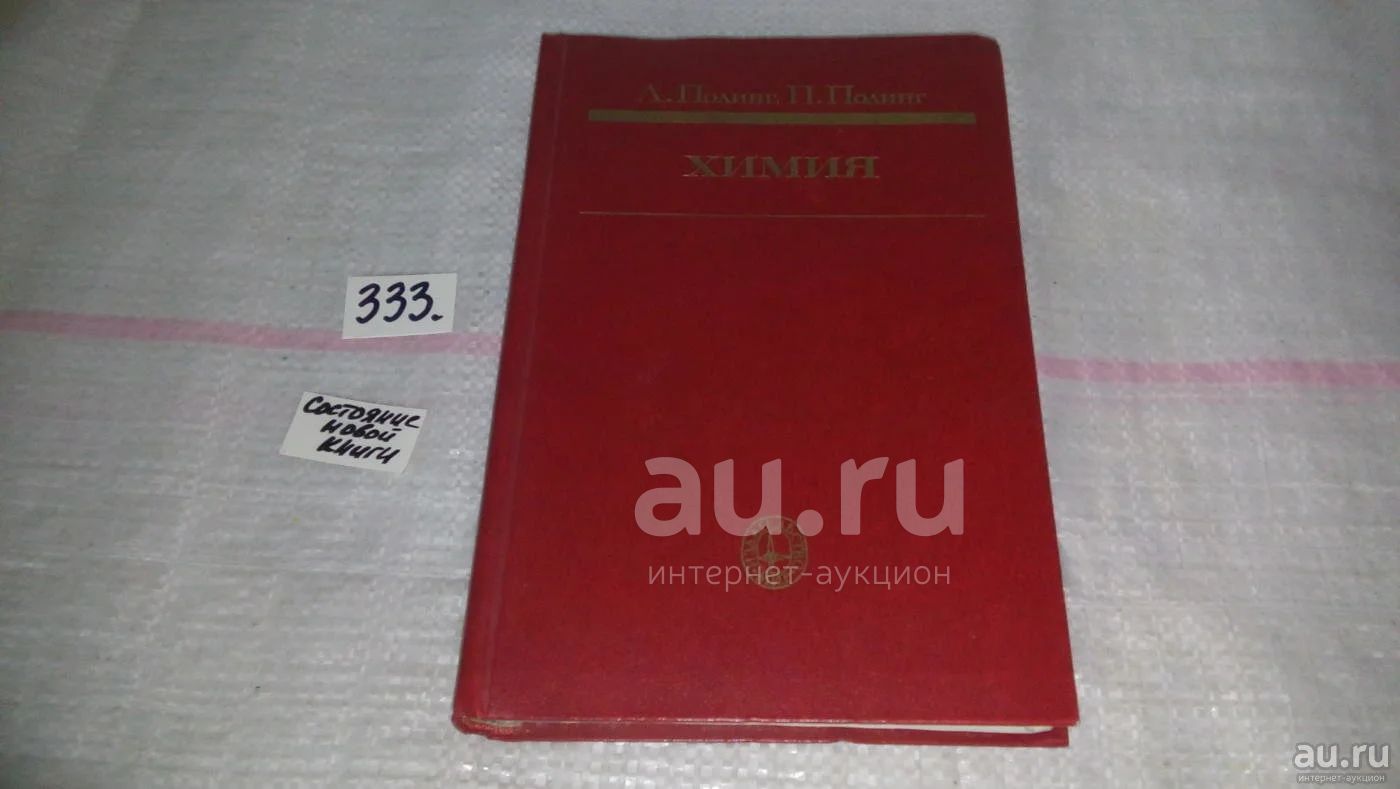 Л. Полинг, П. Полинг
ХИМИЯ
333.
Состояние
новой
книги
au.ru
интернет-аукцион
au.ru
интернет-аукцион